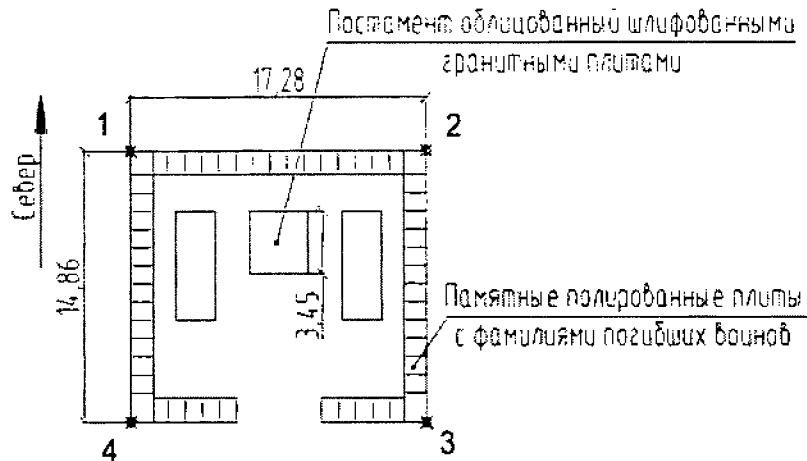 Постамент облицованный шлифованными
гранитными плитами
17,28
1
2
Север
14,86
3,45
Памятные полированные плиты
с фамилиями погибших воинов
4
3